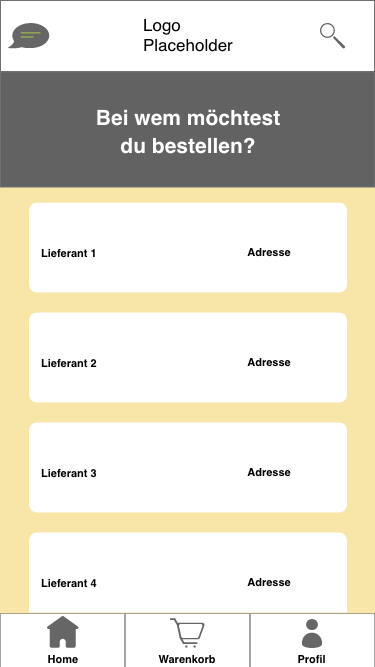 Logo
Placeholder
Bei wem möchtest
du bestellen?
Lieferant 1
Adresse
Lieferant 2
Adresse
Lieferant 3
Adresse
Lieferant 4
Adresse
Home
Warenkorb
Profil